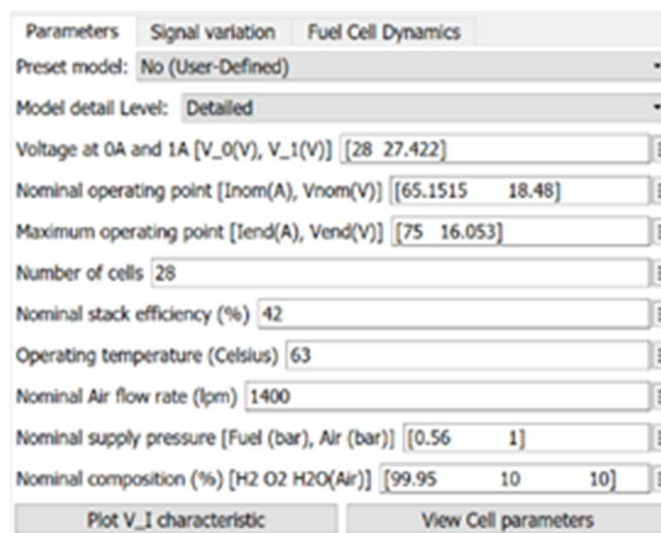 Parameters Signal variation Fuel Cell Dynamics
Preset model: No (User-Defined)
Model detail Level: Detailed
Voltage at 0A and 1A [V_0(V), V_1(V)] [28 27.422]
Nominal operating point [Inom(A), Vnom(V)] [65.1515 18.48]
Maximum operating point [Iend(A), Vend(V)] [75 16.053]
Number of cells 28
Nominal stack efficiency (%) 42
Operating temperature (Celsius) 63
Nominal Air flow rate (lpm) 1400
Nominal supply pressure [Fuel (bar), Air (bar)] [0.56 1]
Nominal composition (%) [H2 O2 H2O(Air)] [99.95 10 10]
Plot V_I characteristic View Cell parameters